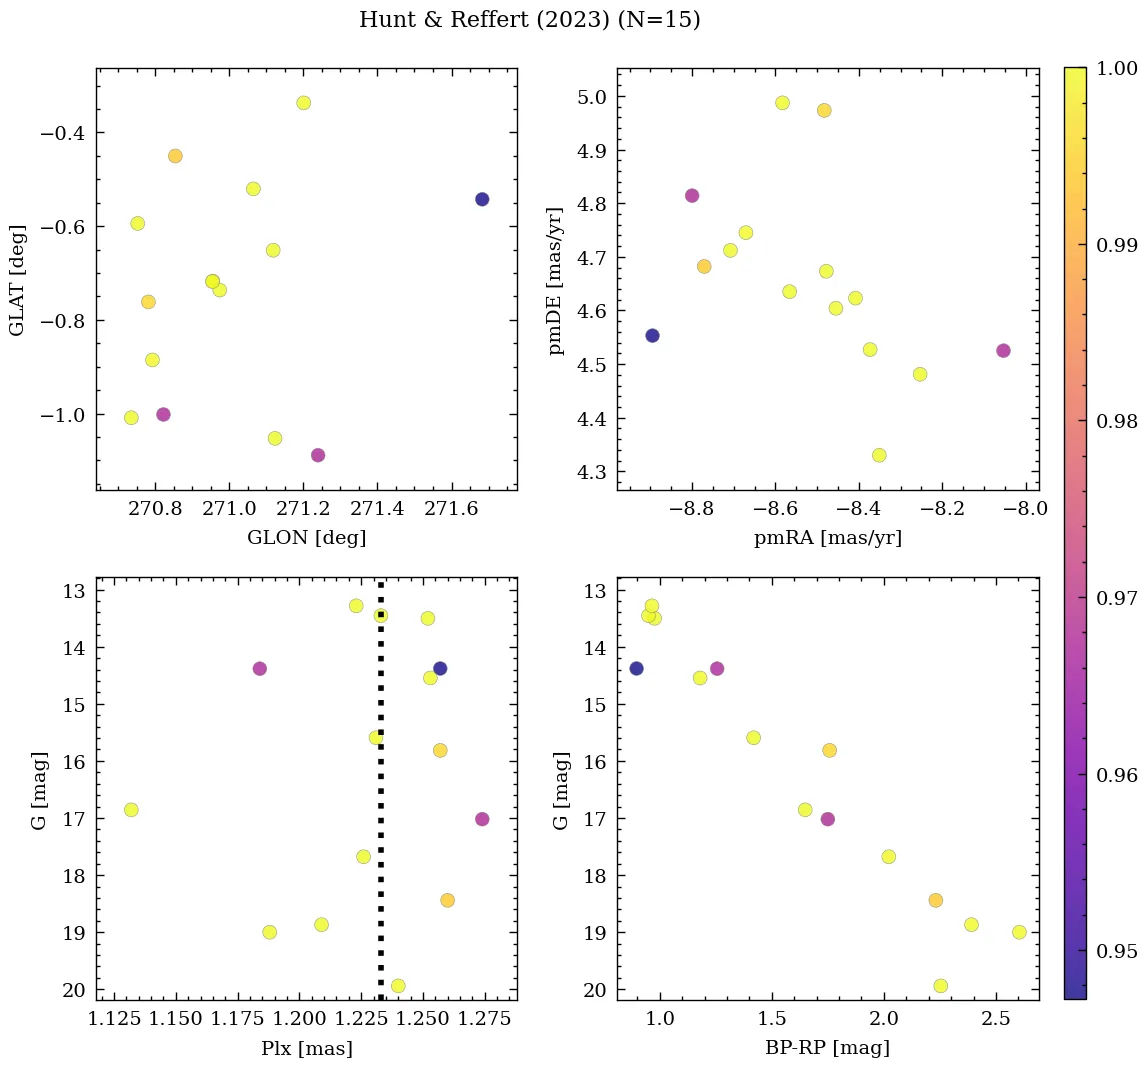 Hunt & Reffert (2023) (N=15)
GLAT [deg]
−0.4
−0.6
−0.8
−1.0
270.8 271.0 271.2 271.4 271.6
GLON [deg]
pmDE [mas/yr]
5.0
4.9
4.8
4.7
4.6
4.5
4.4
4.3
−8.8 −8.6 −8.4 −8.2 −8.0
pmRA [mas/yr]
G [mag]
13
14
15
16
17
18
19
20
1.125 1.150 1.175 1.200 1.225 1.250 1.275
Plx [mas]
G [mag]
13
14
15
16
17
18
19
20
1.0 1.5 2.0 2.5
BP-RP [mag]
1.00
0.99
0.98
0.97
0.96
0.95